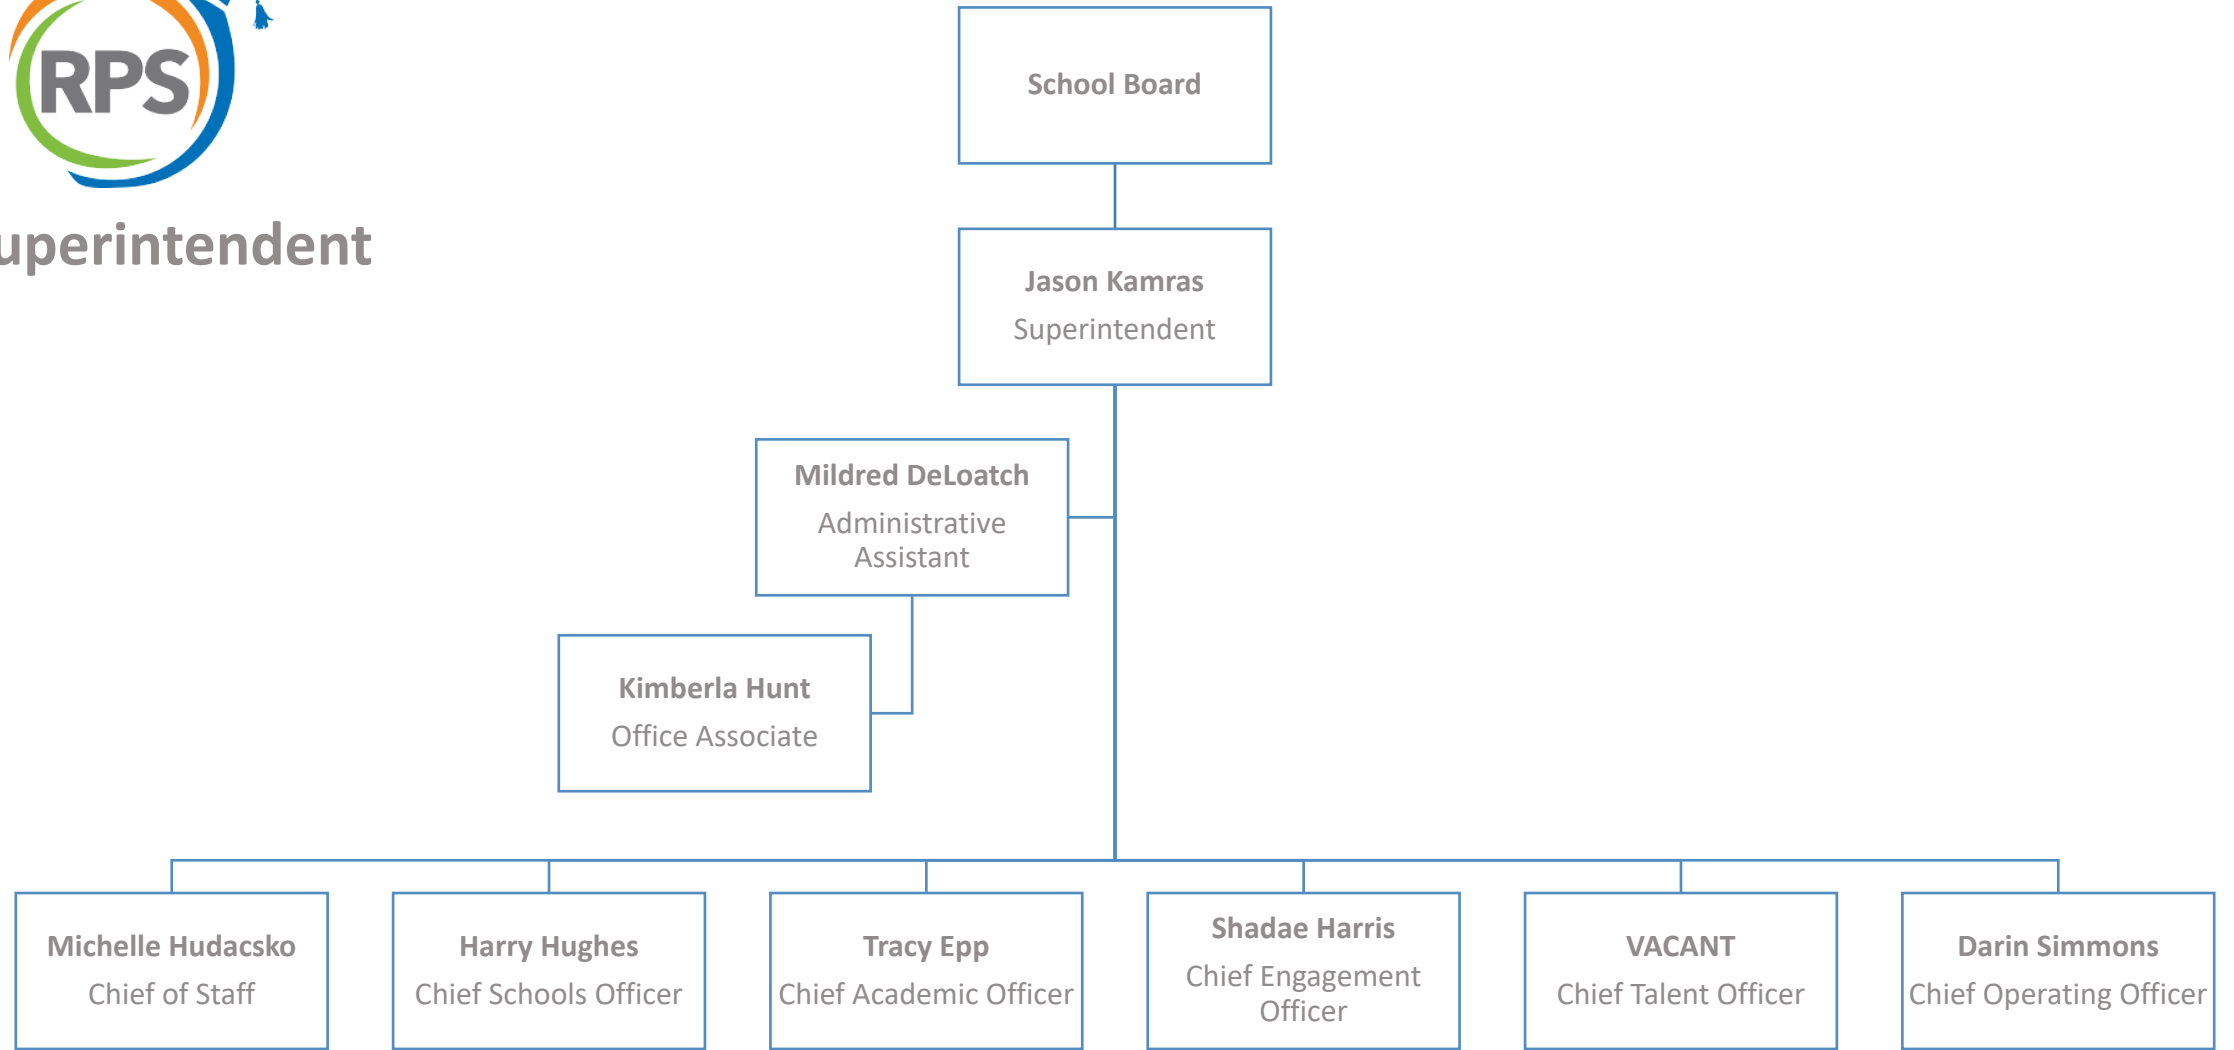 RPS
uperintendent
School Board
Jason Kamras
Superintendent
Mildred DeLoatch
Administrative
Assistant
Kimberla Hunt
Office Associate
Michelle Hudacsko
Chief of Staff
Harry Hughes
Chief Schools Officer
Tracy Epp
Chief Academic Officer
Shadae Harris
Chief Engagement
Officer
VACANT
Chief Talent Officer
Darin Simmons
Chief Operating Officer